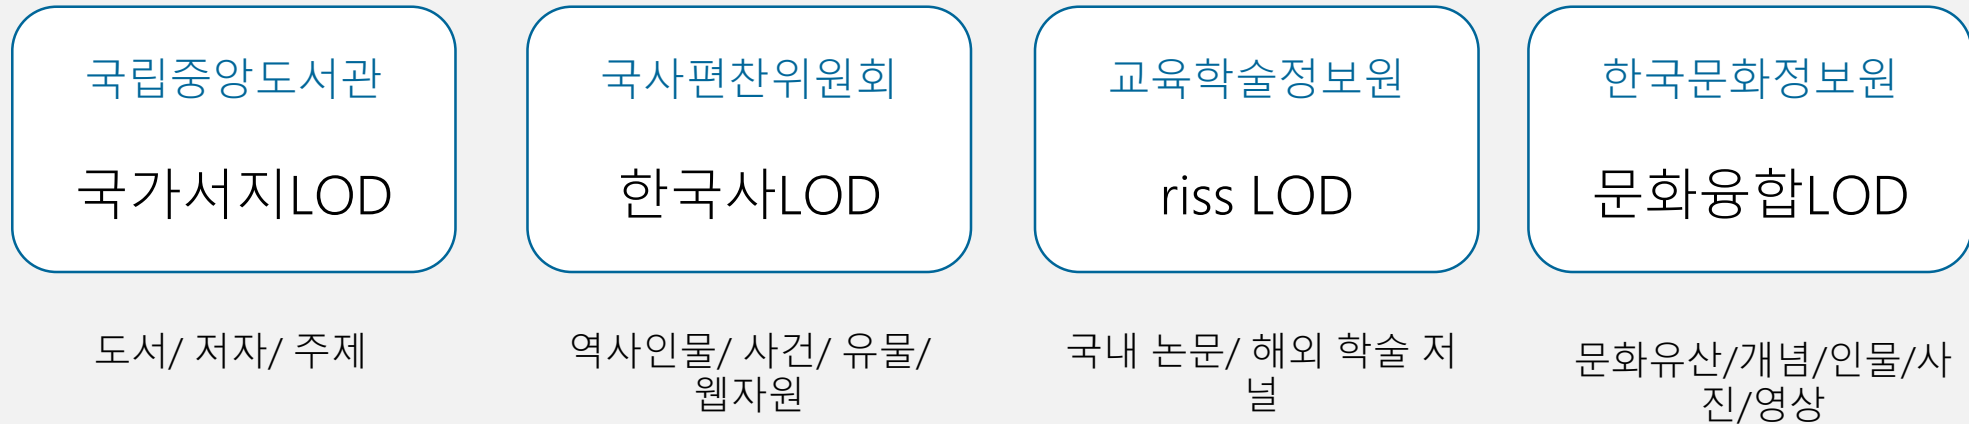 국립중앙도서관
국가서지LOD
도서/ 저자/ 주제
국사편찬위원회
한국사LOD
역사인물/ 사건/ 유물/
웹자원
교육학술정보원
riss LOD
국내 논문/ 해외 학술 저
널
한국문화정보원
문화융합LOD
문화유산/개념/인물/사
진/영상